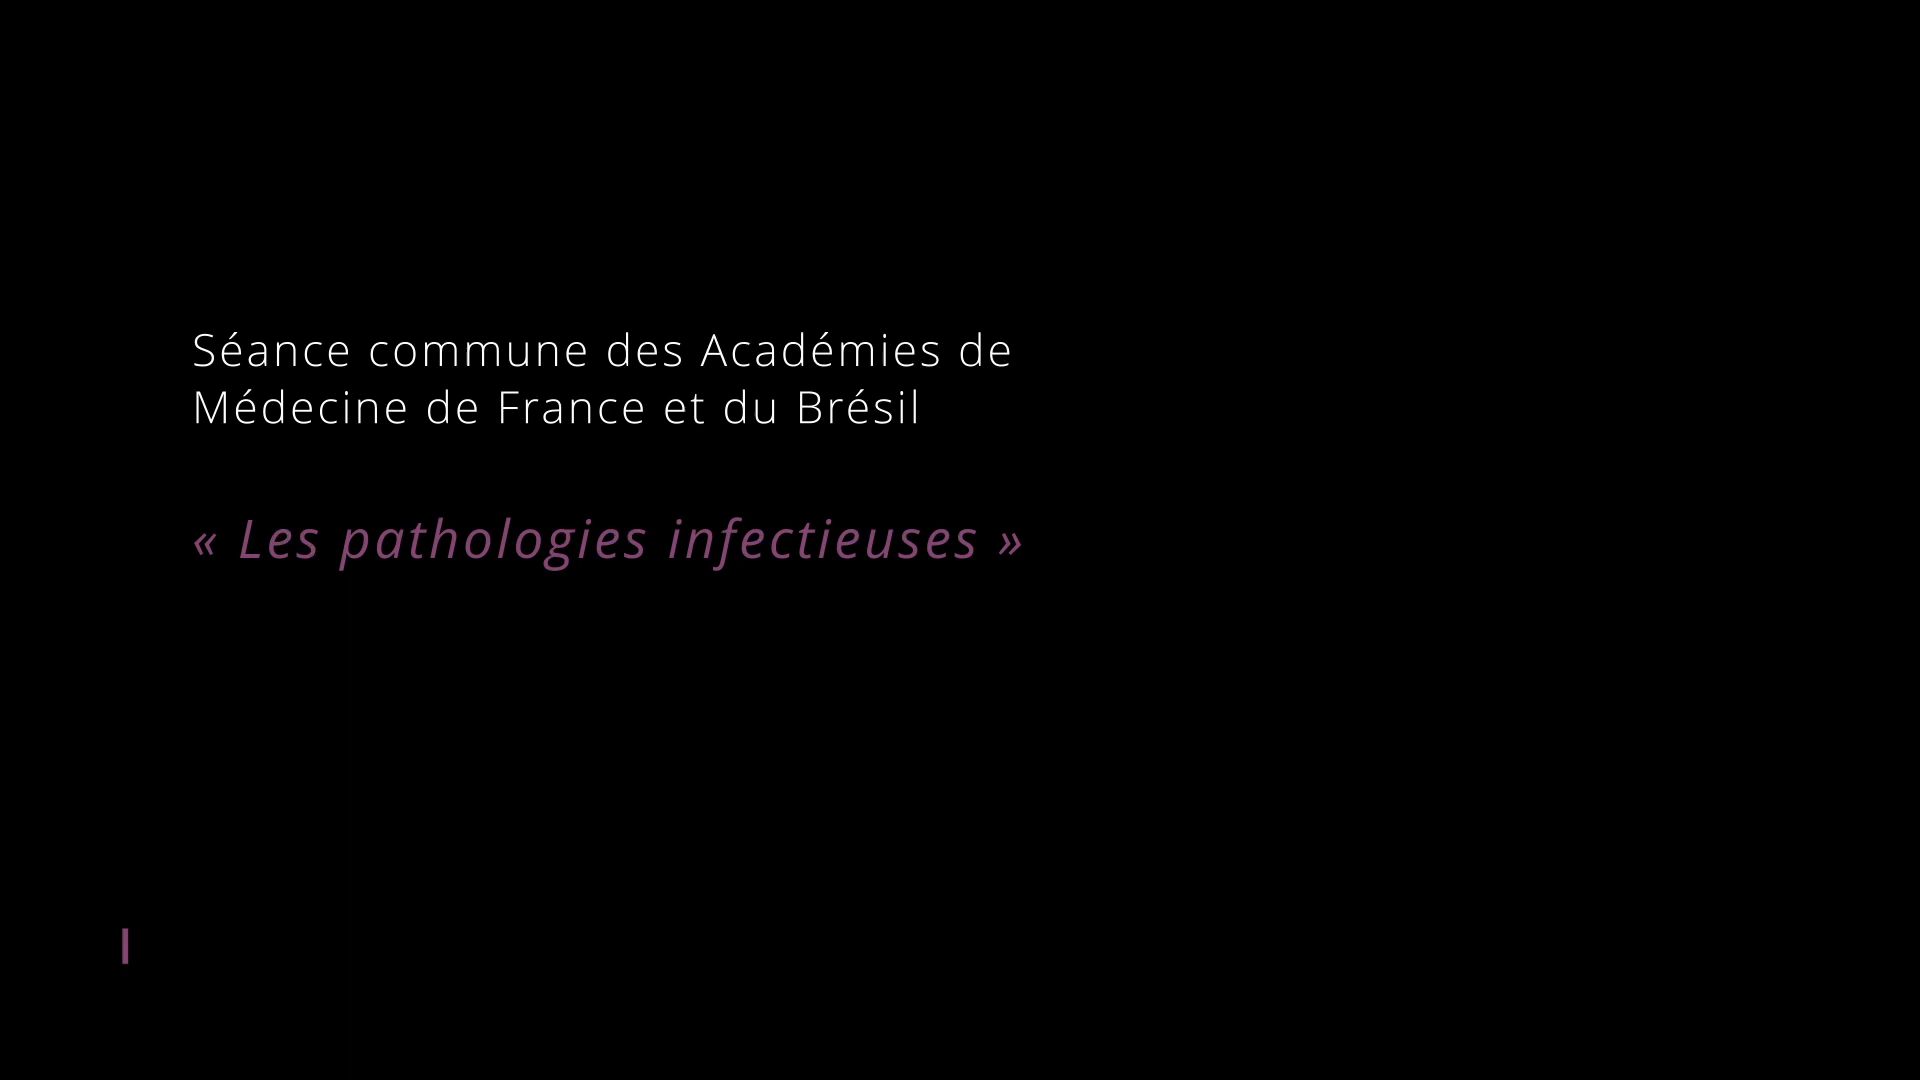 Séance commune des Académies de
Médecine de France et du Brésil
« Les pathologies infectieuses »